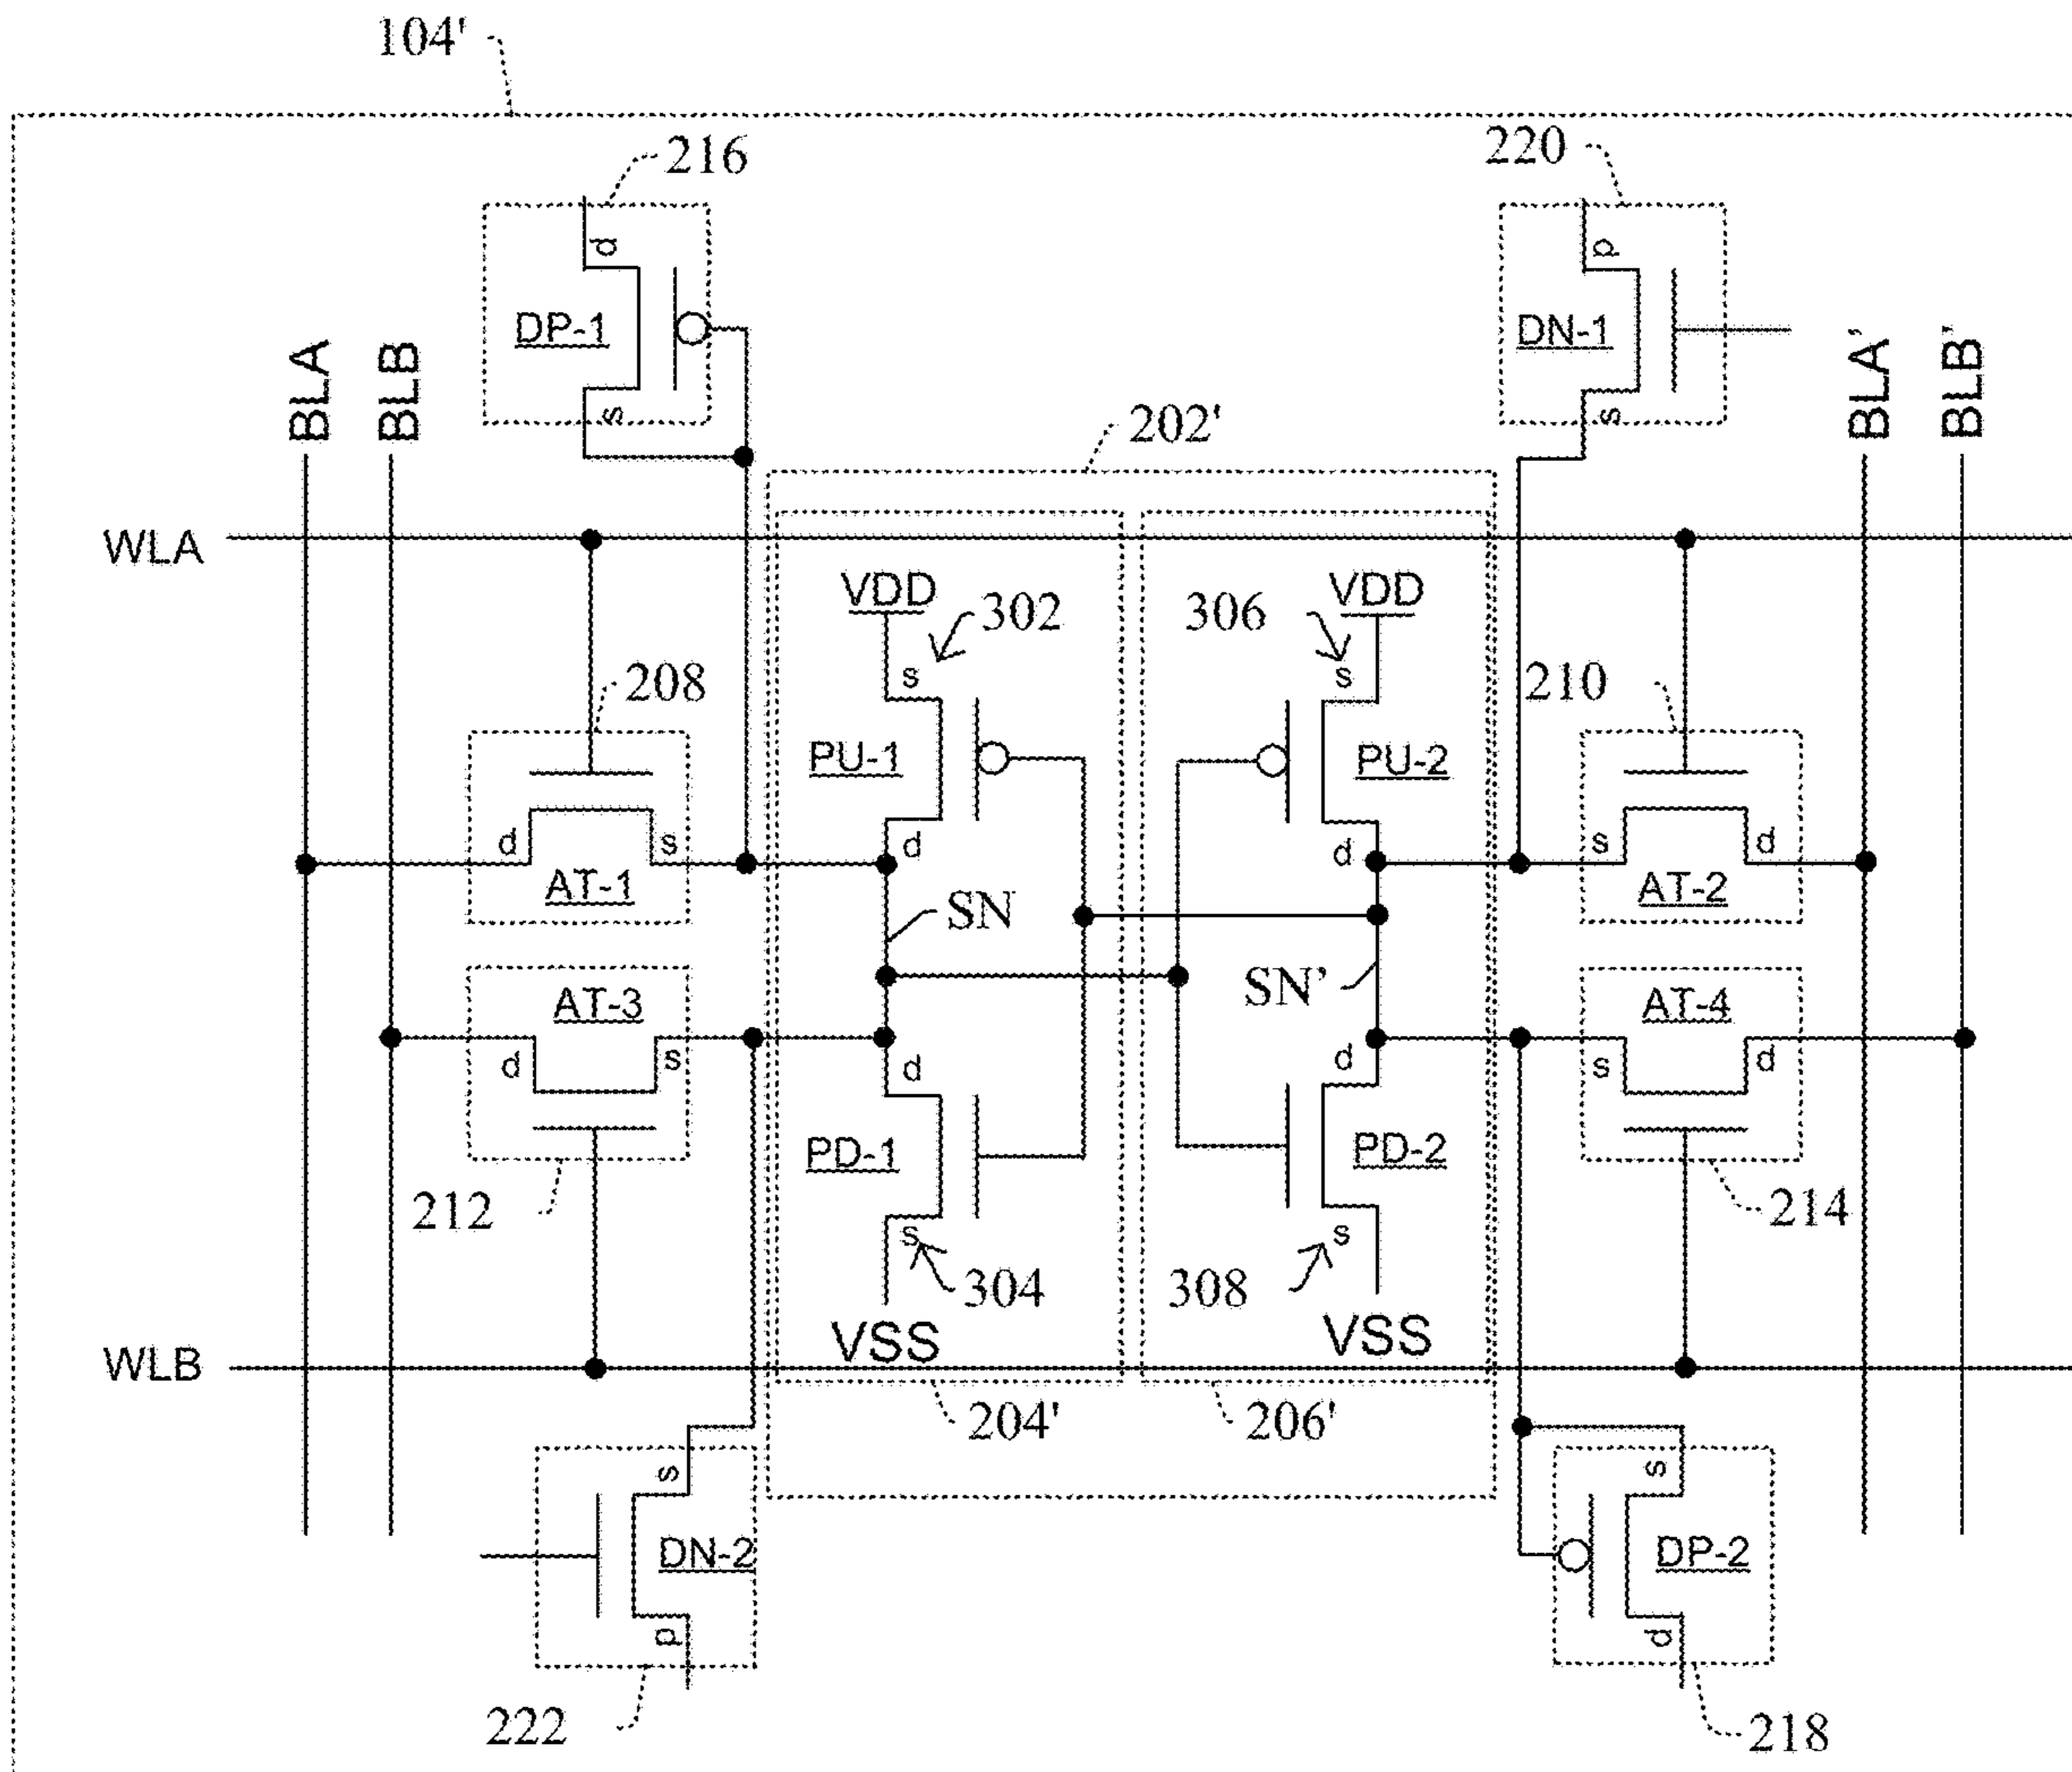 104'
216
220
d
d
DP-1
DN-1
BLA
BLB
BLA'
BLB'
s
s
202'
WLA
VDD
302
306
VDD
s
s
208
210
PU-1
PU-2
d
s
d
d
s
d
AT-1
AT-2
SN
SN'
AT-3
AT-4
d
s
d
d
s
d
PD-1
PD-2
212
214
s
s
304
308
VSS
VSS
WLB
204'
206'
s
s
DN-2
DP-2
d
d
222
218